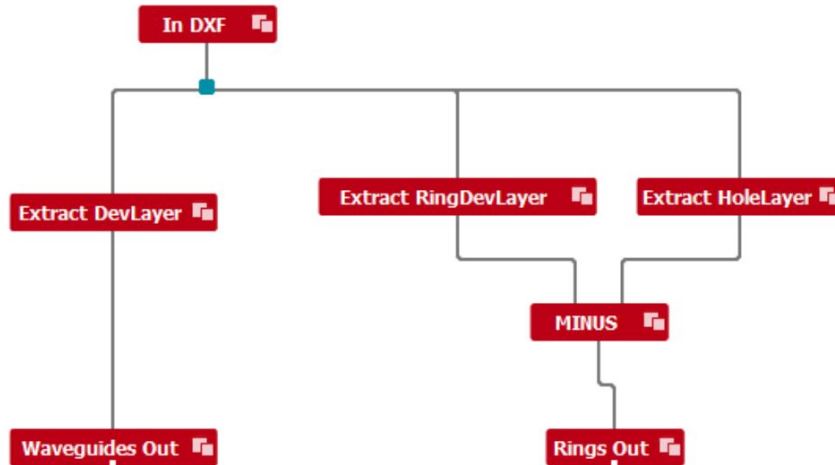 In DXF
Extract DevLayer
Extract RingDevLayer
Extract HoleLayer
MINUS
Waveguides Out
Rings Out